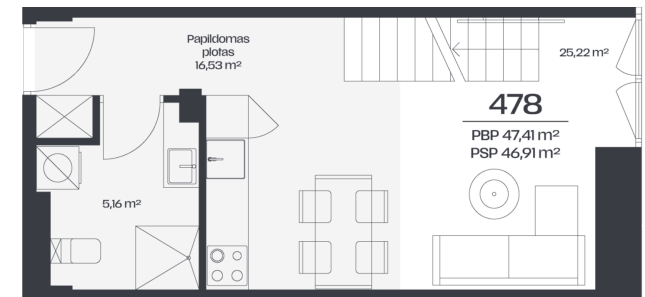 Papildomas
plotas
16,53 m²
25,22 m²
478
PBP 47,41 m²
PSP 46,91 m²
5,16 m²